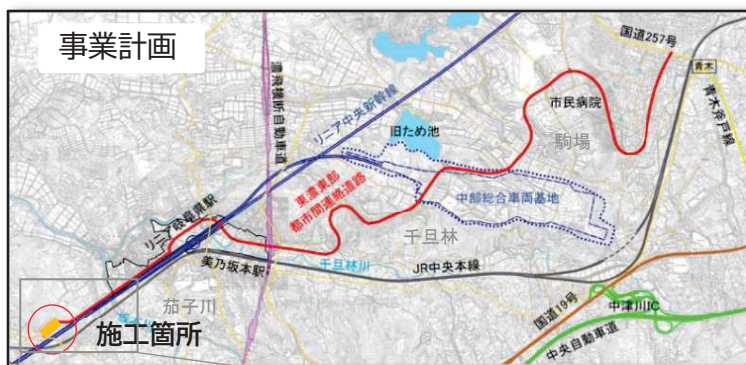 事業計画
国道257号
青木
青木斧戸線
濃飛横断自動車道
リニア中央新幹線
市民病院
旧ため池
駒場
東濃東部
都市間連絡道路
中部総合車両基地
リニア岐阜県駅
千旦林
美乃坂本駅
千旦林川
JR中央本線
茄子川
国道19号
中津川IC
中央自動車道
施工箇所